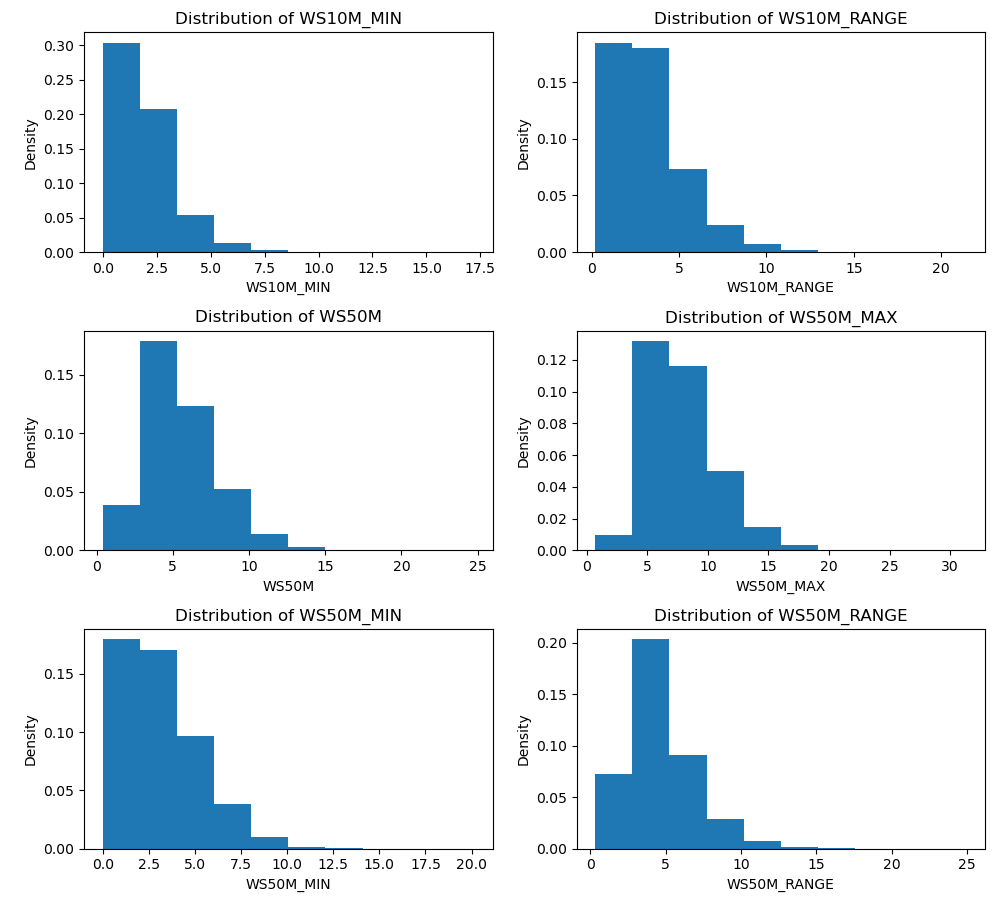 Distribution of WS10M_MIN
0.30
0.25
0.20
0.15
0.10
0.05
0.00
Density
0.0 2.5 5.0 7.5 10.0 12.5 15.0 17.5
WS10M_MIN
Distribution of WS10M_RANGE
0.15
0.10
0.05
0.00
Density
0 5 10 15 20
WS10M_RANGE
Distribution of WS50M
0.15
0.10
0.05
0.00
Density
0 5 10 15 20 25
WS50M
Distribution of WS50M_MAX
0.12
0.10
0.08
0.06
0.04
0.02
0.00
Density
0 5 10 15 20 25 30
WS50M_MAX
Distribution of WS50M_MIN
0.15
0.10
0.05
0.00
Density
0.0 2.5 5.0 7.5 10.0 12.5 15.0 17.5 20.0
WS50M_MIN
Distribution of WS50M_RANGE
0.20
0.15
0.10
0.05
0.00
Density
0 5 10 15 20 25
WS50M_RANGE